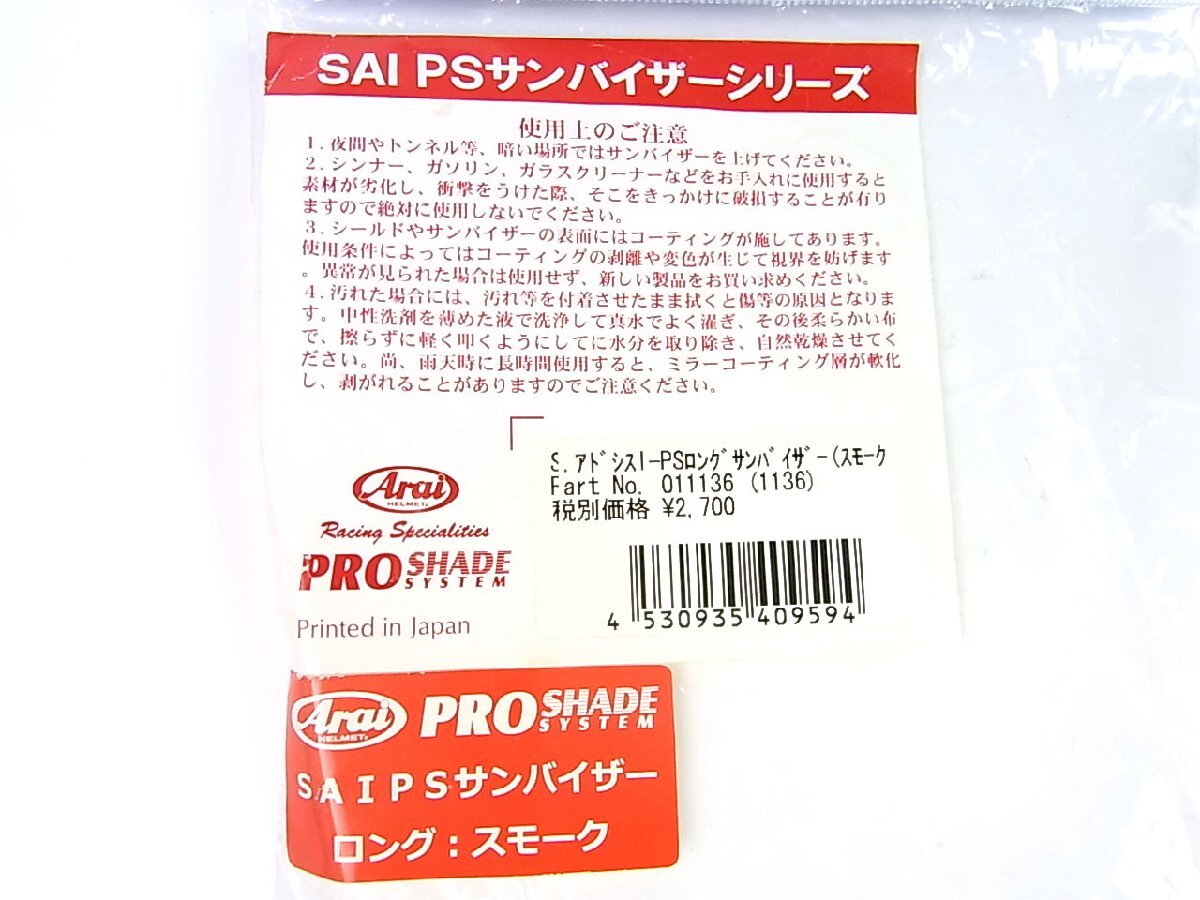 SAI PSサンバイザーシリーズ
使用上のご注意
1．夜間やトンネル等、暗い場所ではサンバイザーを上げてください。
2．シンナー、ガソリン、ガラスクリーナーなどをお手入れに使用すると
素材が劣化し、衝撃をうけた際、そこをきっかけに破損することが有り
ますので絶対に使用しないでください。
3．シールドやサンバイザーの表面にはコーティングが施してあります。
使用条件によってはコーティングの剥離や変色が生じて視界を妨げます
。異常が見られた場合は使用せず、新しい製品をお買い求めください。
4．汚れた場合には、汚れ等を付着させたまま拭くと傷等の原因となりま
す。中性洗剤を薄めた液で洗浄して真水でよく濯ぎ、その後柔らかい布
で、擦らずに軽く叩くようにしてに水分を取り除き、自然乾燥させてく
ださい。尚、雨天時に長時間使用すると、ミラーコーティング層が軟化
し、剥がれることがありますのでご注意ください。
S.ｱﾄﾞｼｽI-PSﾛﾝｸﾞｻﾝﾊﾞｲｻﾞｰ(ｽﾓｰｸ
Fart No. 011136 (1136)
税別価格 ¥2,700
4 530935 409594
Arai
HELMET
Racing Specialities
PRO SHADE SYSTEM
Printed in Japan
Arai
HELMET
PRO SHADE SYSTEM
ＳＡＩＰＳサンバイザー
ロング：スモーク